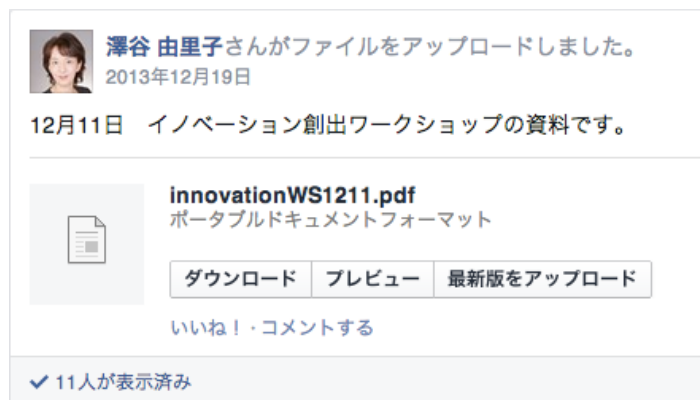 澤谷 由里子さんがファイルをアップロードしました。
2013年12月19日
12月11日　イノベーション創出ワークショップの資料です。
innovationWS1211.pdf
ポータブルドキュメントフォーマット
ダウンロード プレビュー 最新版をアップロード
いいね！ · コメントする
11人が表示済み